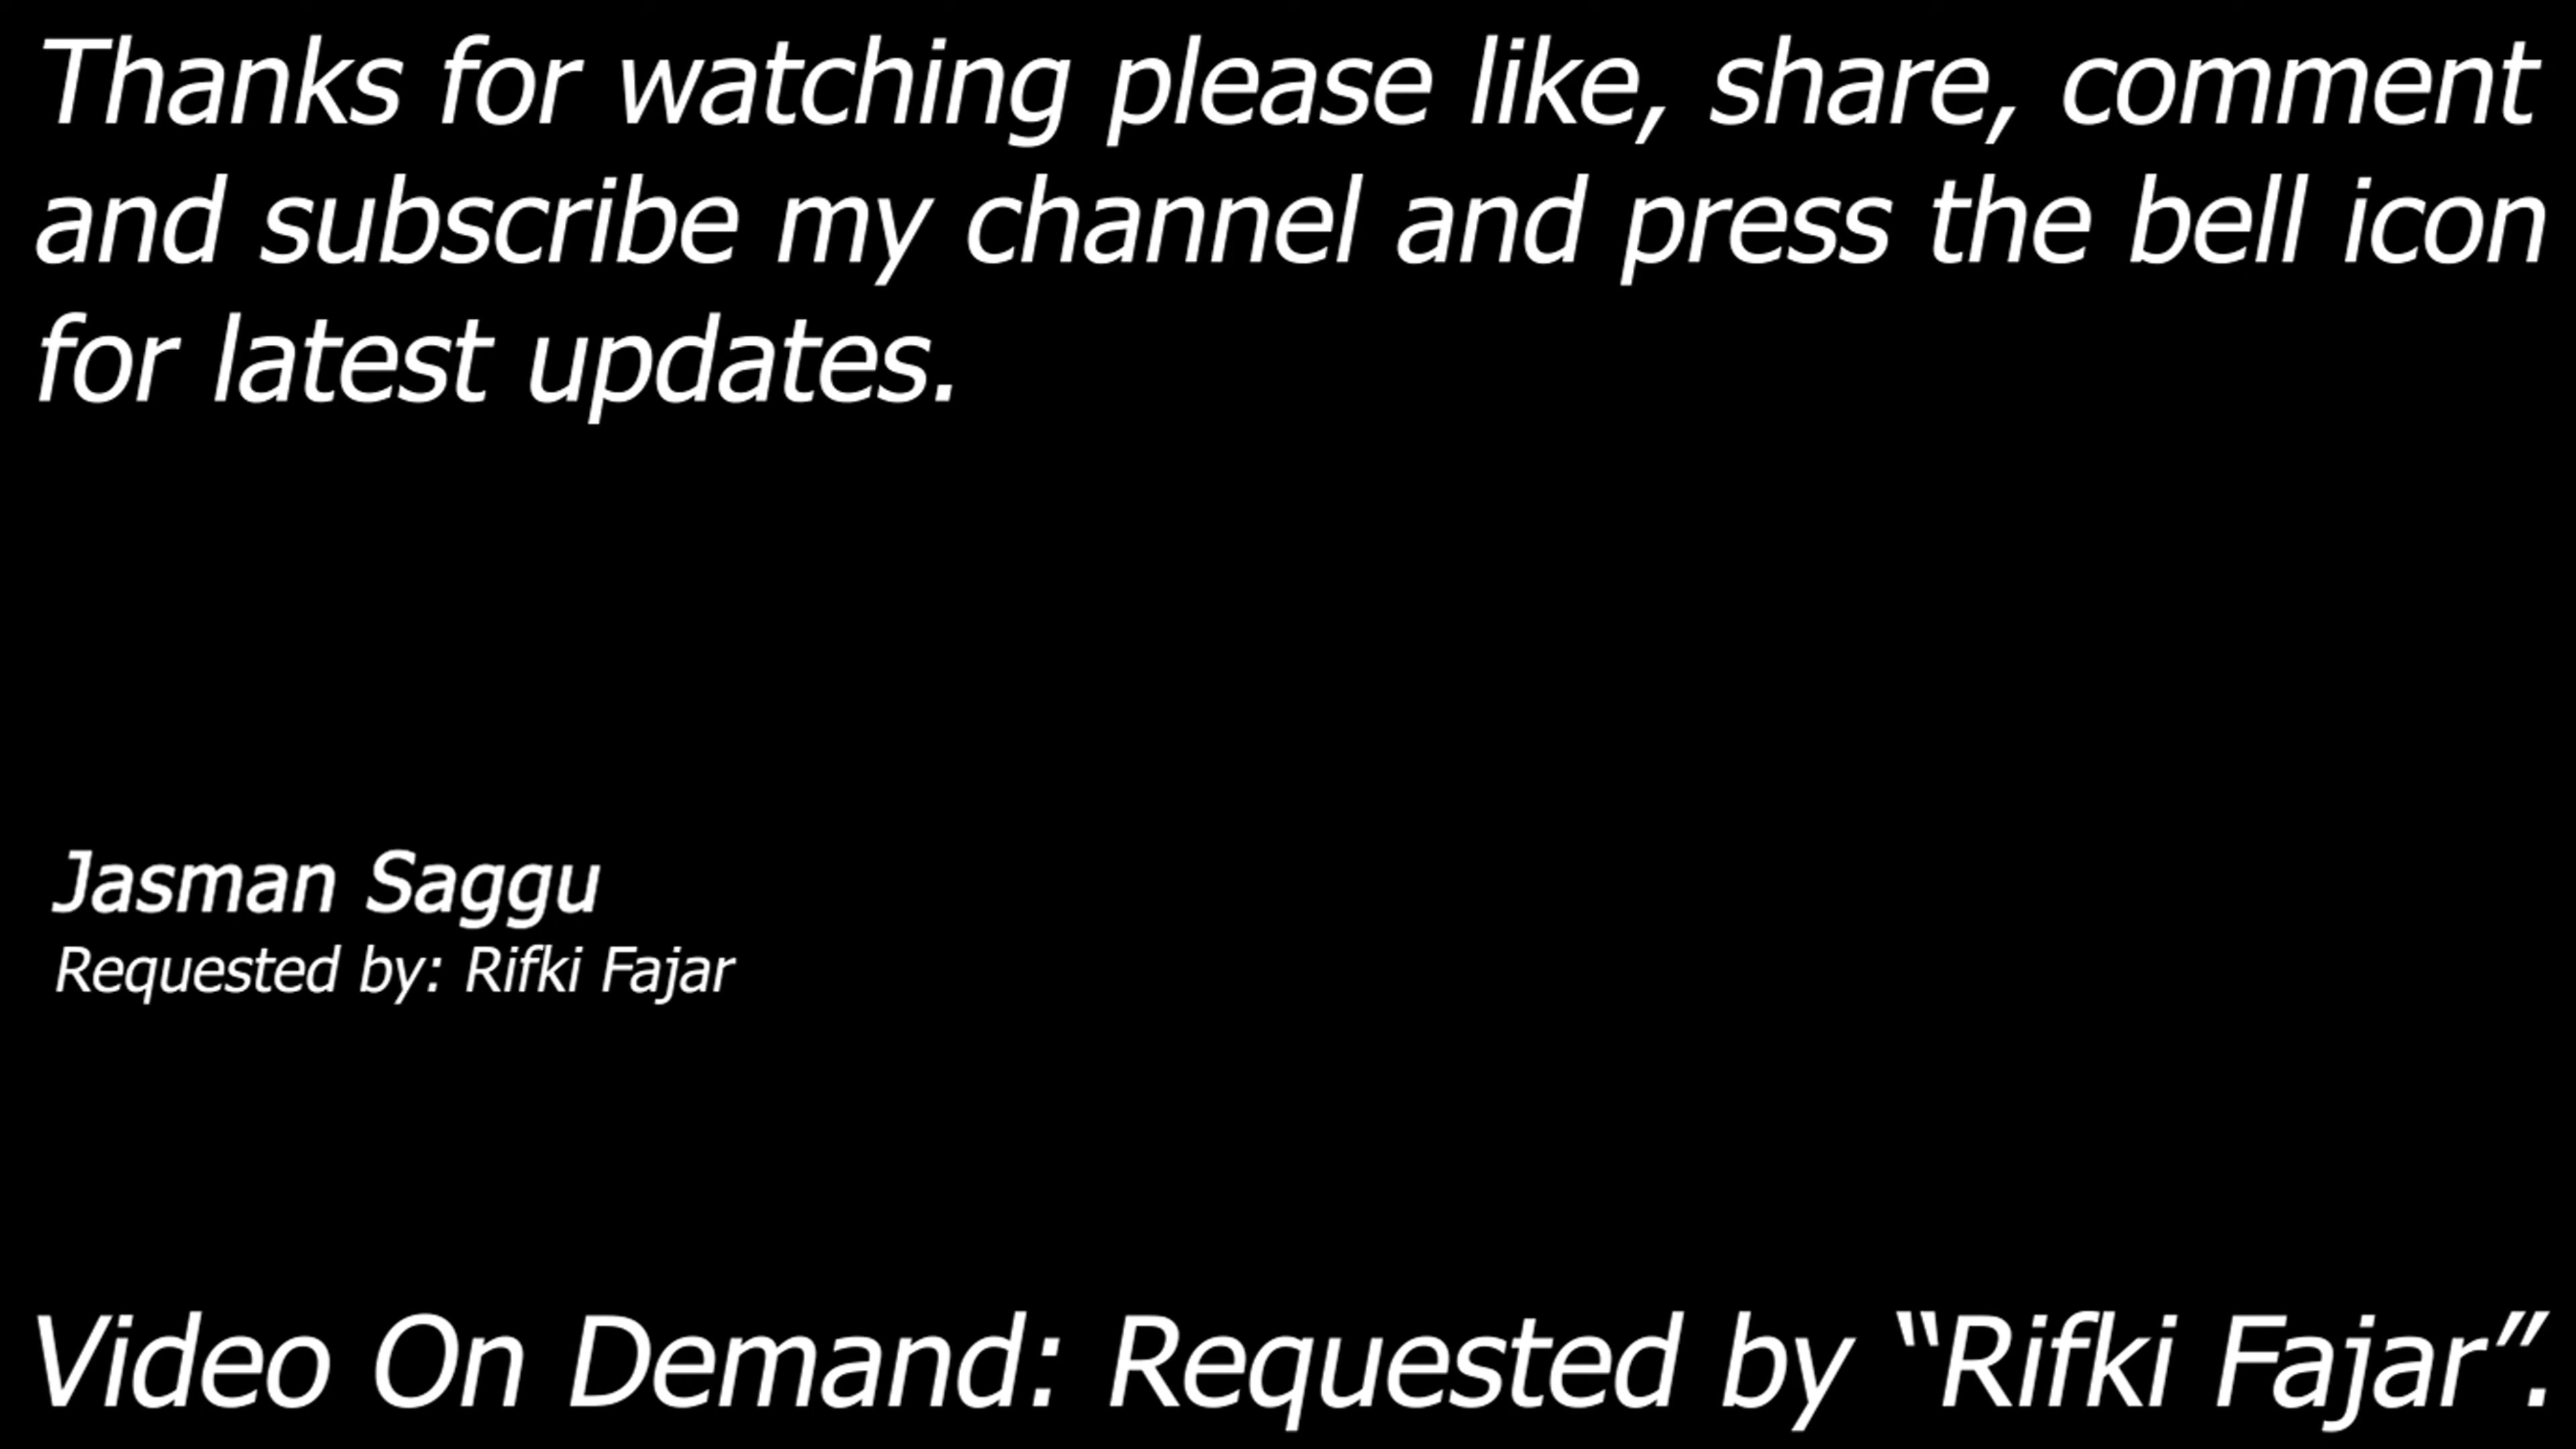 Thanks for watching please like, share, comment
and subscribe my channel and press the bell icon
for latest updates.
Jasman Saggu
Requested by: Rifki Fajar
Video On Demand: Requested by “Rifki Fajar”.